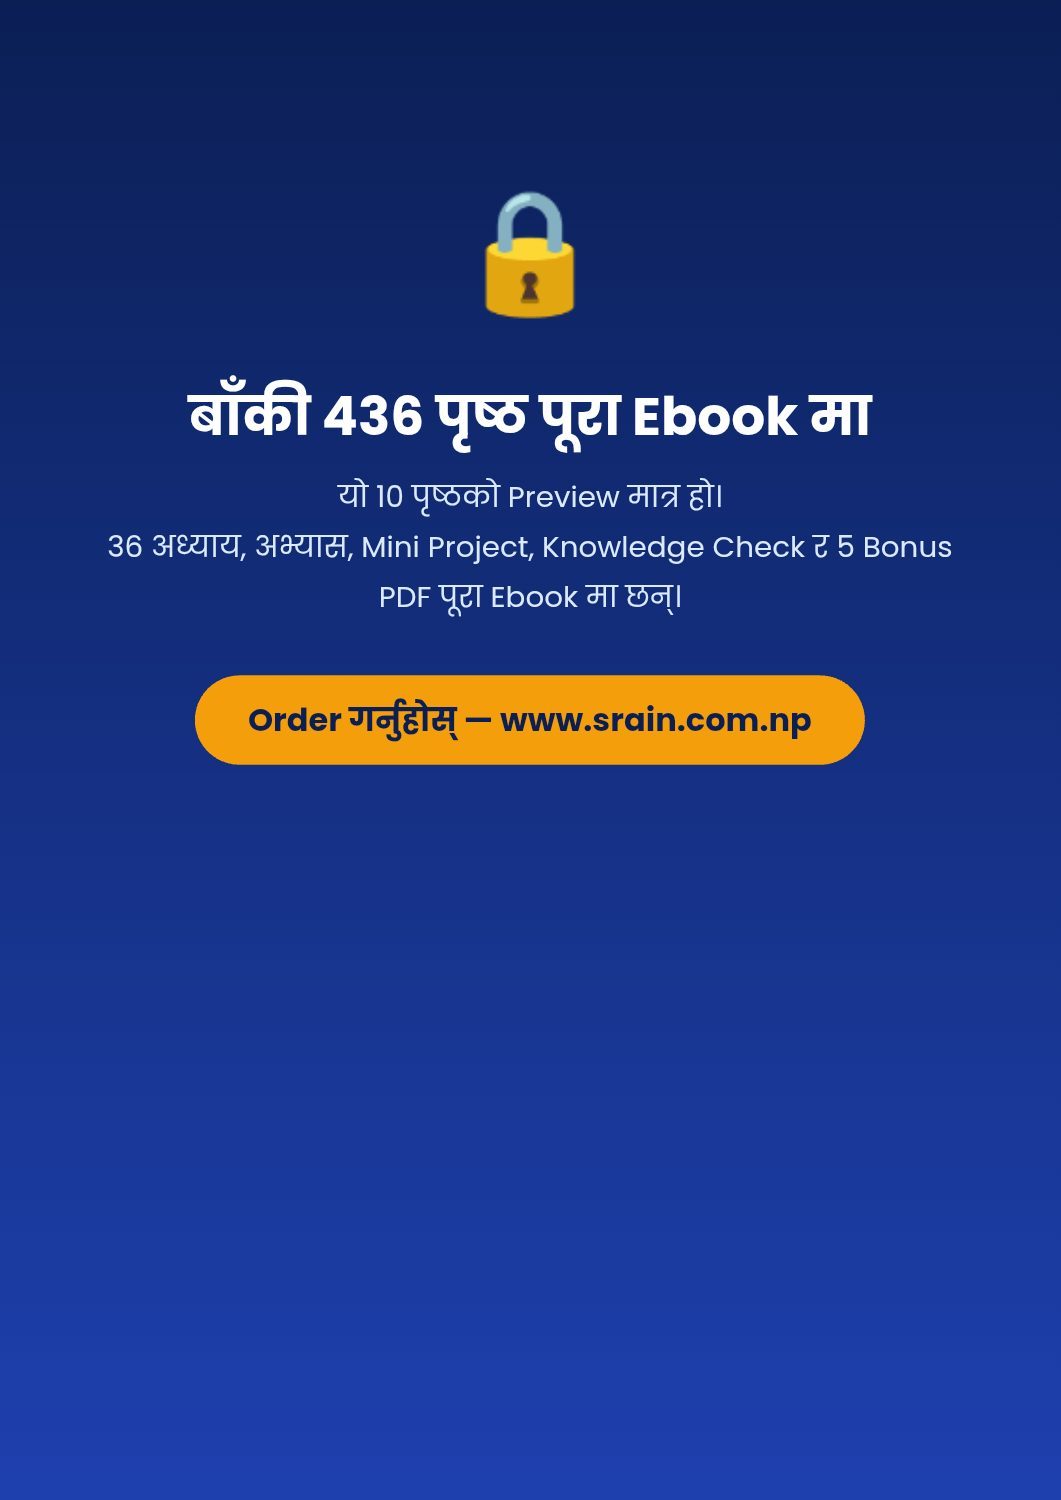 बाँकी 436 पृष्ठ पूरा Ebook मा
यो 10 पृष्ठको Preview मात्र हो।
36 अध्याय, अभ्यास, Mini Project, Knowledge Check र 5 Bonus
PDF पूरा Ebook मा छन्।
Order गर्नुहोस् — www.srain.com.np